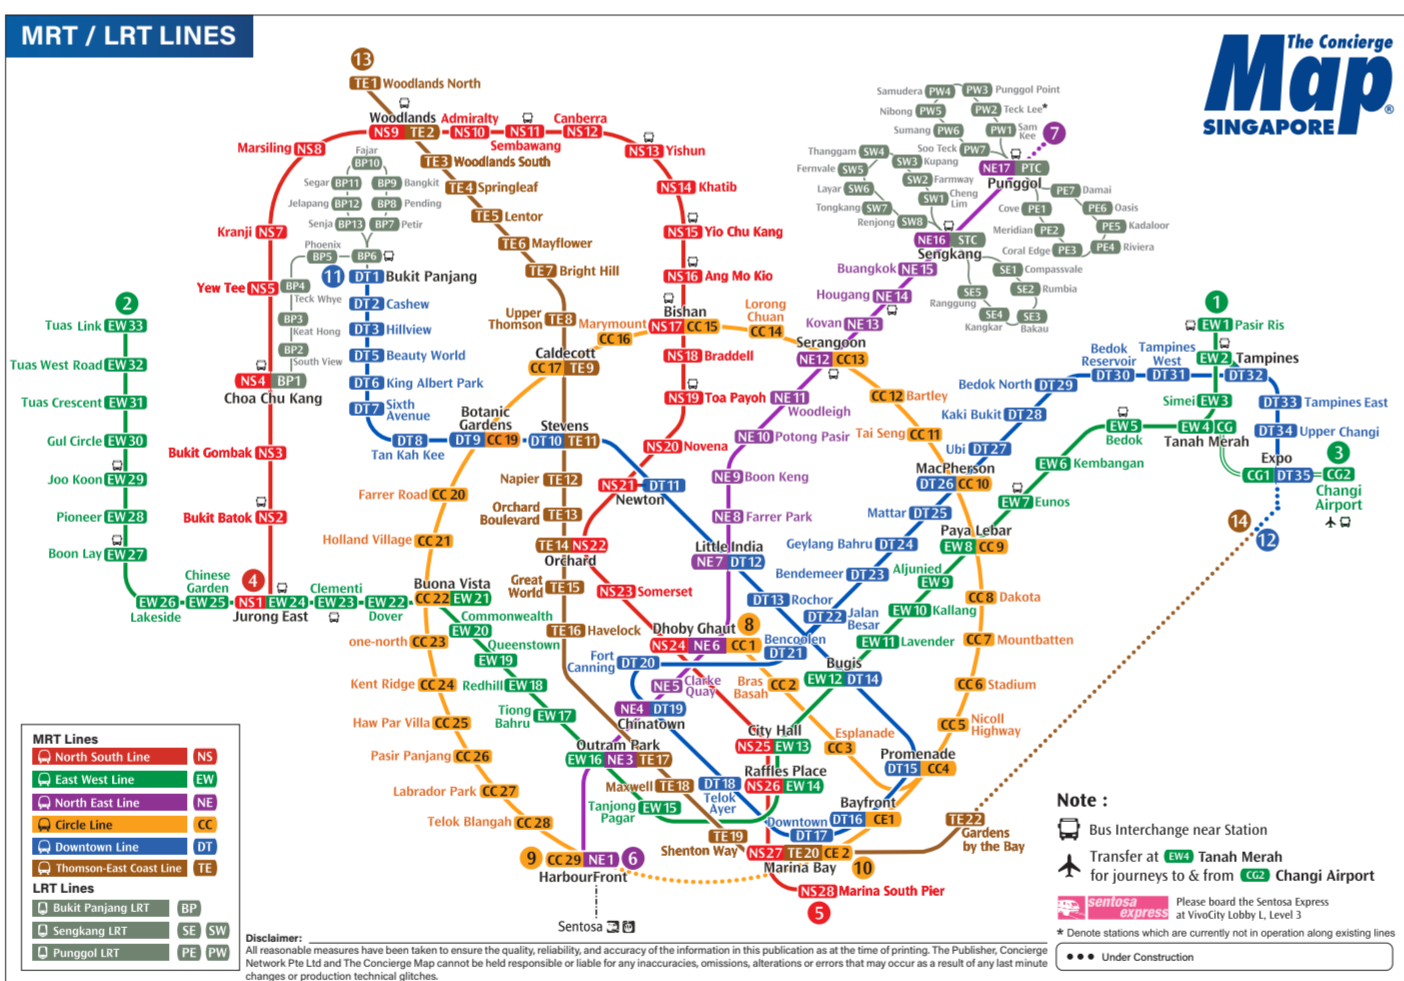 MRT / LRT LINES
The Concierge
Map®
SINGAPORE
13
TE1 Woodlands North
Woodlands
NS9 TE2
Admiralty
NS10
NS11
Sembawang
Canberra
NS12
NS13 Yishun
Marsiling NS8
TE3 Woodlands South
TE4 Springleaf
TE5 Lentor
TE6 Mayflower
TE7 Bright Hill
Upper
Thomson TE8
NS14 Khatib
NS15 Yio Chu Kang
NS16 Ang Mo Kio
Bishan
NS17 CC15
Marymount
CC16
Lorong
Chuan
CC14
Caldecott
CC17 TE9
NS18 Braddell
NS19 Toa Payoh
NS20 Novena
NS21 DT11
Newton
Kranji NS7
Yew Tee NS5
NS4 BP1
Choa Chu Kang
Bukit Gombak NS3
Bukit Batok NS2
4
NS1 EW24
Jurong East
Fajar
BP10
Segar BP11
BP9 Bangkit
Jelapang BP12
BP8 Pending
Senja BP13
BP7 Petir
Phoenix
BP5
BP6
BP4
Teck Whye
BP3
Keat Hong
BP2
South View
11
DT1 Bukit Panjang
DT2 Cashew
DT3 Hillview
DT5 Beauty World
DT6 King Albert Park
DT7 Sixth
Avenue
DT8
Tan Kah Kee
Botanic
Gardens
DT9 CC19
Stevens
DT10 TE11
2
Tuas Link EW33
Tuas West Road EW32
Tuas Crescent EW31
Gul Circle EW30
Joo Koon EW29
Pioneer EW28
Boon Lay EW27
EW26
Lakeside
Chinese
Garden
EW25
Clementi
EW23
EW22
Dover
Buona Vista
CC22 EW21
Commonwealth
EW20
Queenstown
EW19
Redhill EW18
Tiong
Bahru EW17
Outram Park
EW16 NE3 TE17
Tanjong
Pagar EW15
Farrer Road CC20
Holland Village CC21
one-north CC23
Kent Ridge CC24
Haw Par Villa CC25
Pasir Panjang CC26
Labrador Park CC27
Telok Blangah CC28
9 CC29 NE1 6
HarbourFront
Sentosa
Napier TE12
Orchard
Boulevard TE13
TE14 NS22
Orchard
Great
World TE15
TE16 Havelock
NS23 Somerset
Dhoby Ghaut 8
NS24 NE6 CC1
Fort
Canning DT20
NE5 Clarke
Quay
NE4 DT19
Chinatown
Maxwell TE18
DT18
Telok
Ayer
TE19
Shenton Way
Downtown
DT17
NS27 TE20 CE2 10
Marina Bay
NS28 Marina South Pier
5
City Hall
NS25 EW13
Raffles Place
NS26 EW14
Bayfront
DT16 CE1
Promenade
DT15 CC4
Esplanade
CC3
Bras
Basah CC2
Bencoolen
DT21
DT22 Jalan
Besar
DT13 Rochor
Little India
NE7 DT12
Bugis
EW12 DT14
EW11 Lavender
EW10 Kallang
Aljunied
EW9
Paya Lebar
EW8 CC9
CC8 Dakota
CC7 Mountbatten
CC6 Stadium
CC5 Nicoll
Highway
NE8 Farrer Park
NE9 Boon Keng
NE10 Potong Pasir
NE11
Woodleigh
Serangoon
NE12 CC13
Kovan NE13
Hougang NE14
Buangkok NE15
NE16 STC
Sengkang
NE17 PTC
Punggol
7
CC12 Bartley
Tai Seng CC11
MacPherson
DT26 CC10
Mattar DT25
Geylang Bahru DT24
Bendemeer DT23
Ubi DT27
Kaki Bukit DT28
Bedok North DT29
Bedok
Reservoir
DT30
Tampines
West
DT31
DT32
DT33 Tampines East
DT34 Upper Changi
Expo
CG1 DT35
CG2
3
Changi
Airport
1
EW1 Pasir Ris
EW2 Tampines
Simei EW3
EW4 CG
Tanah Merah
EW5
Bedok
EW6 Kembangan
EW7 Eunos
14
12
TE22
Gardens
by the Bay
Samudera PW4
PW3 Punggol Point
Nibong PW5
PW2 Teck Lee*
Sumang PW6
PW1 Sam
Kee
Soo Teck PW7
Thanggam SW4
SW3 Kupang
Fernvale SW5
SW2 Farmway
Layar SW6
SW1 Cheng
Lim
Tongkang SW7
Renjong SW8
PE7 Damai
PE6 Oasis
PE5 Kadaloor
PE4 Riviera
Cove PE1
Meridian PE2
Coral Edge PE3
SE1 Compassvale
SE2 Rumbia
SE3
Bakau
SE4
Kangkar
SE5
Ranggung
MRT Lines
North South Line NS
East West Line EW
North East Line NE
Circle Line CC
Downtown Line DT
Thomson-East Coast Line TE
LRT Lines
Bukit Panjang LRT BP
Sengkang LRT SE SW
Punggol LRT PE PW
Note :
Bus Interchange near Station
Transfer at EW4 Tanah Merah
for journeys to & from CG2 Changi Airport
sentosa
express
Please board the Sentosa Express
at VivoCity Lobby L, Level 3
* Denote stations which are currently not in operation along existing lines
Under Construction
Disclaimer:
All reasonable measures have been taken to ensure the quality, reliability, and accuracy of the information in this publication as at the time of printing. The Publisher, Concierge
Network Pte Ltd and The Concierge Map cannot be held responsible or liable for any inaccuracies, omissions, alterations or errors that may occur as a result of any last minute
changes or production technical glitches.